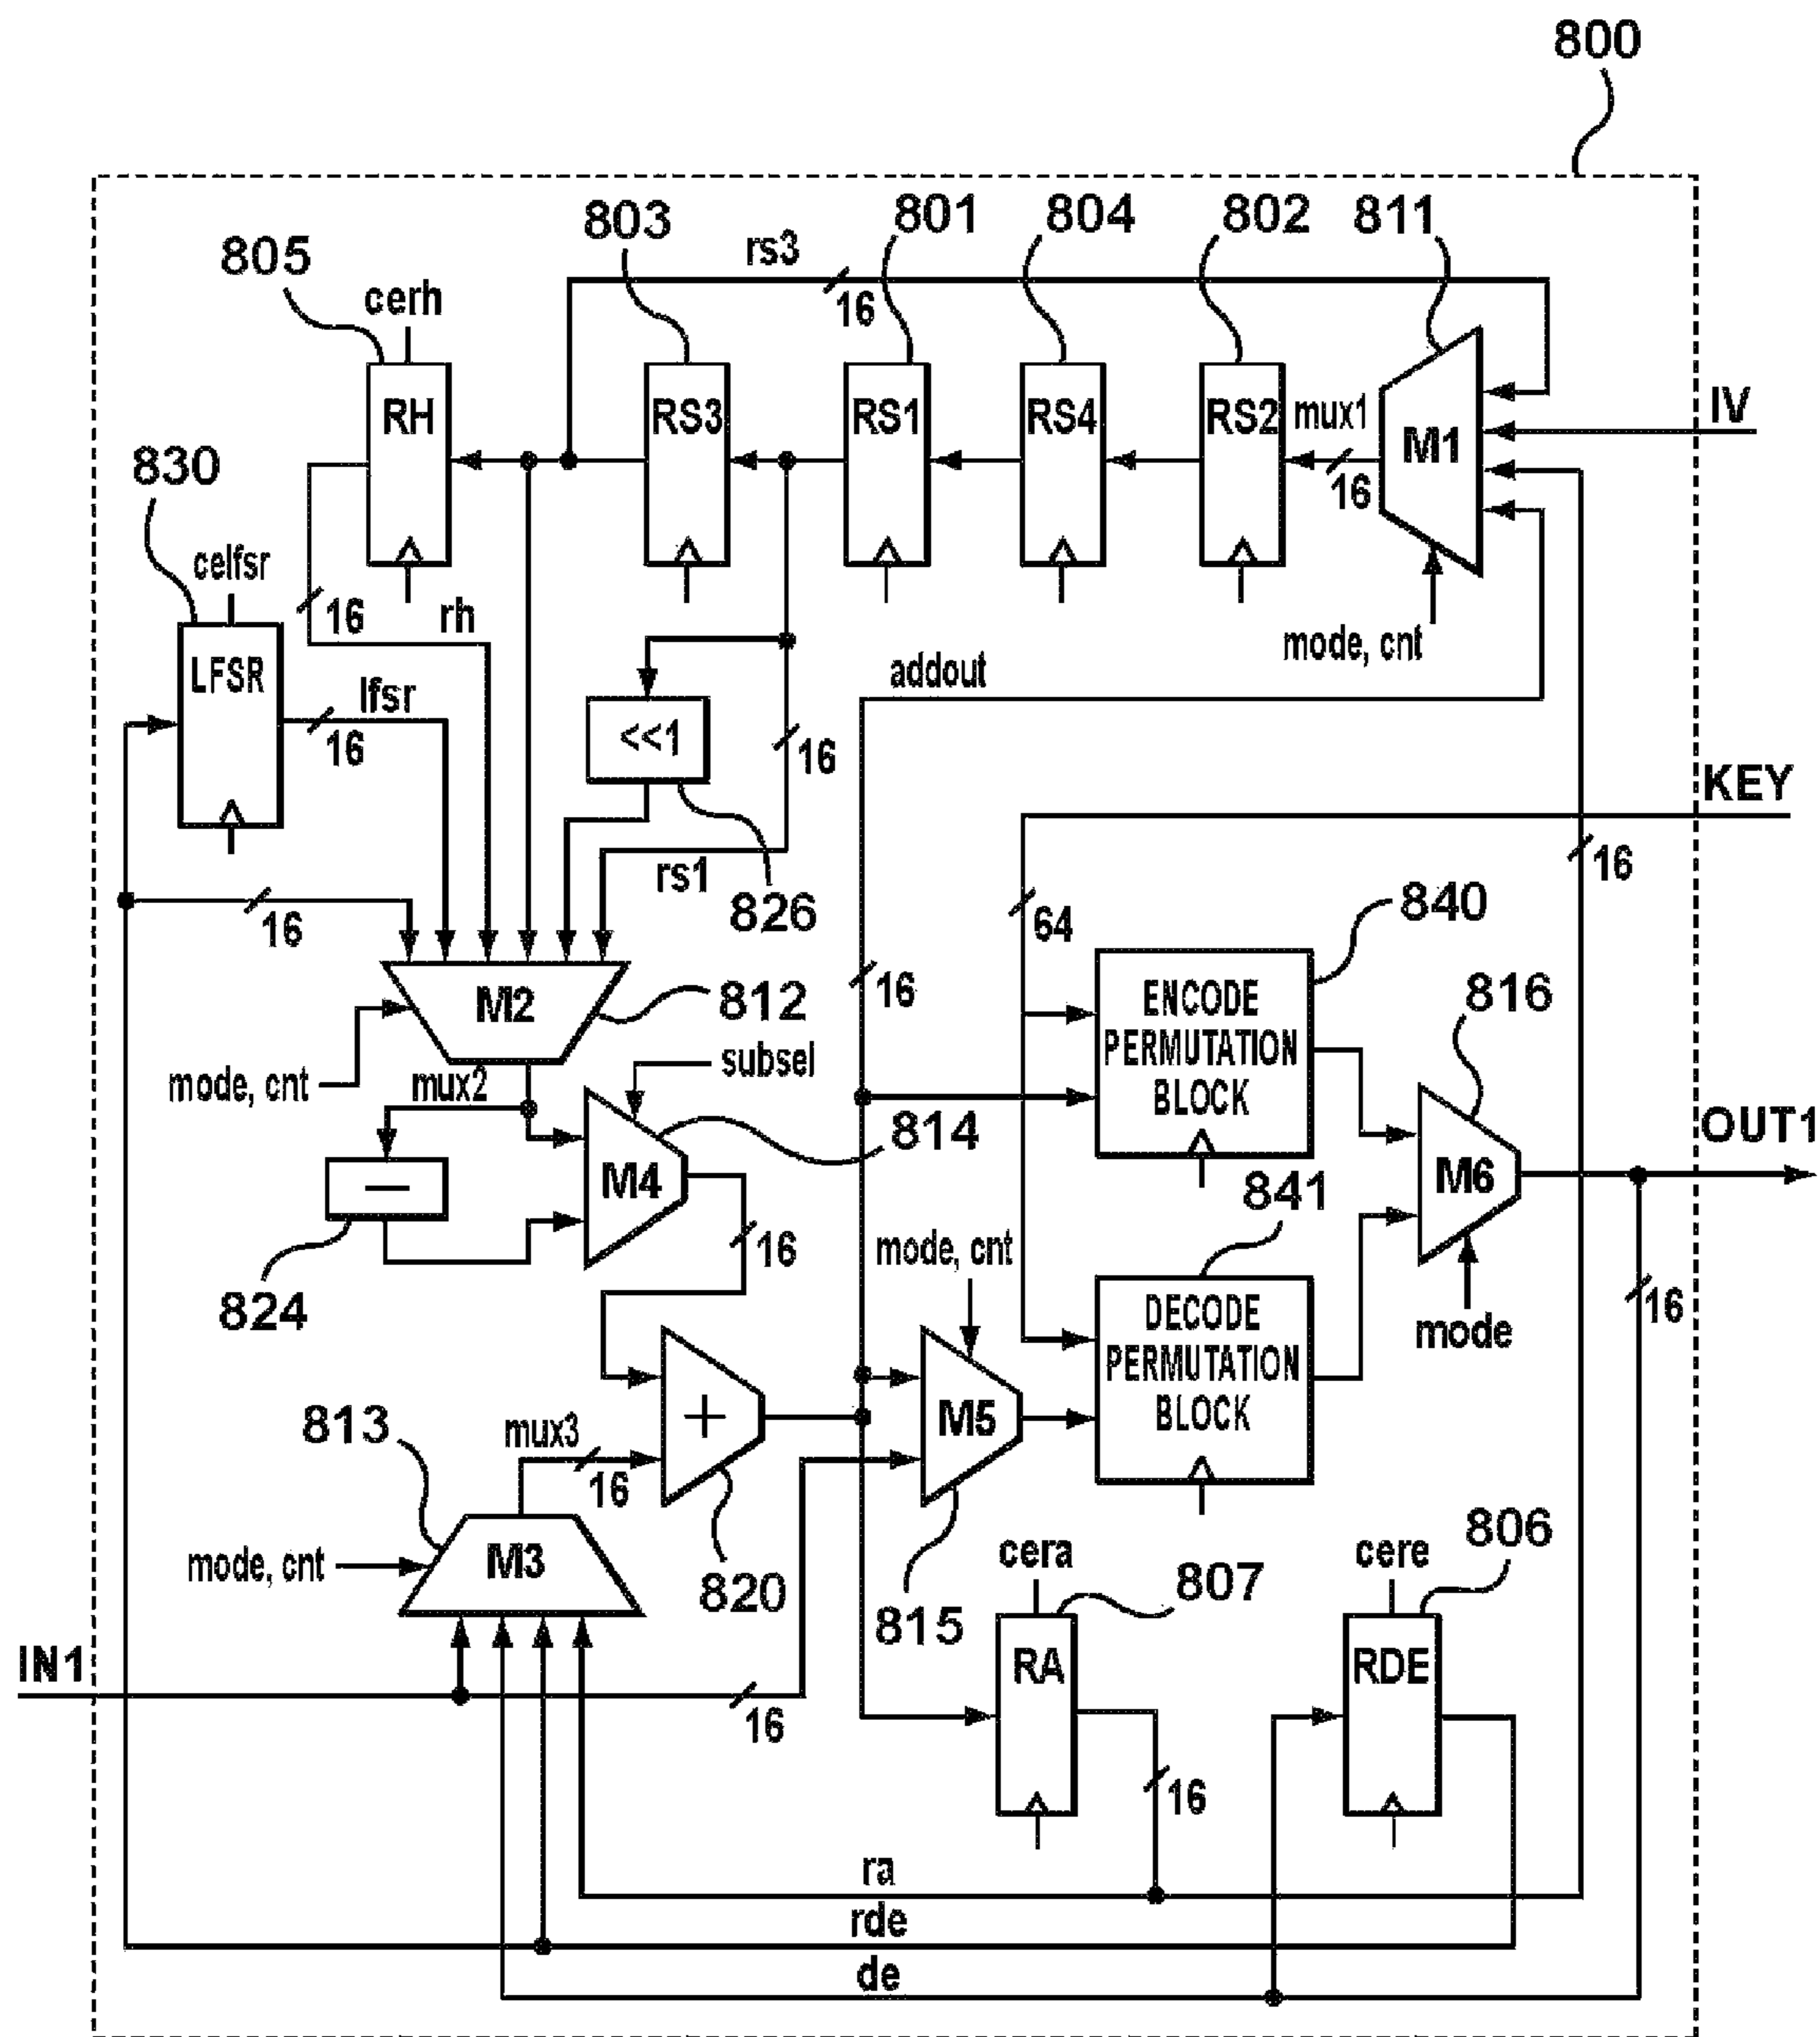 800
803
801
804
802
811
805
rs3
16
cerh
RH
RS3
RS1
RS4
RS2
mux1
16
M1
IV
830
celfsr
LFSR
16
rh
lfsr
16
<<1
16
mode, cnt
addout
KEY
16
rs1
826
16
64
840
16
ENCODE
PERMUTATION
BLOCK
816
M2
812
mode, cnt
mux2
subsel
814
OUT1
—
M4
M6
824
16
841
mode, cnt
mode
16
DECODE
PERMUTATION
BLOCK
813
mux3
16
+
M5
mode, cnt
M3
820
815
cera
807
cere
806
IN1
16
RA
RDE
16
ra
rde
de